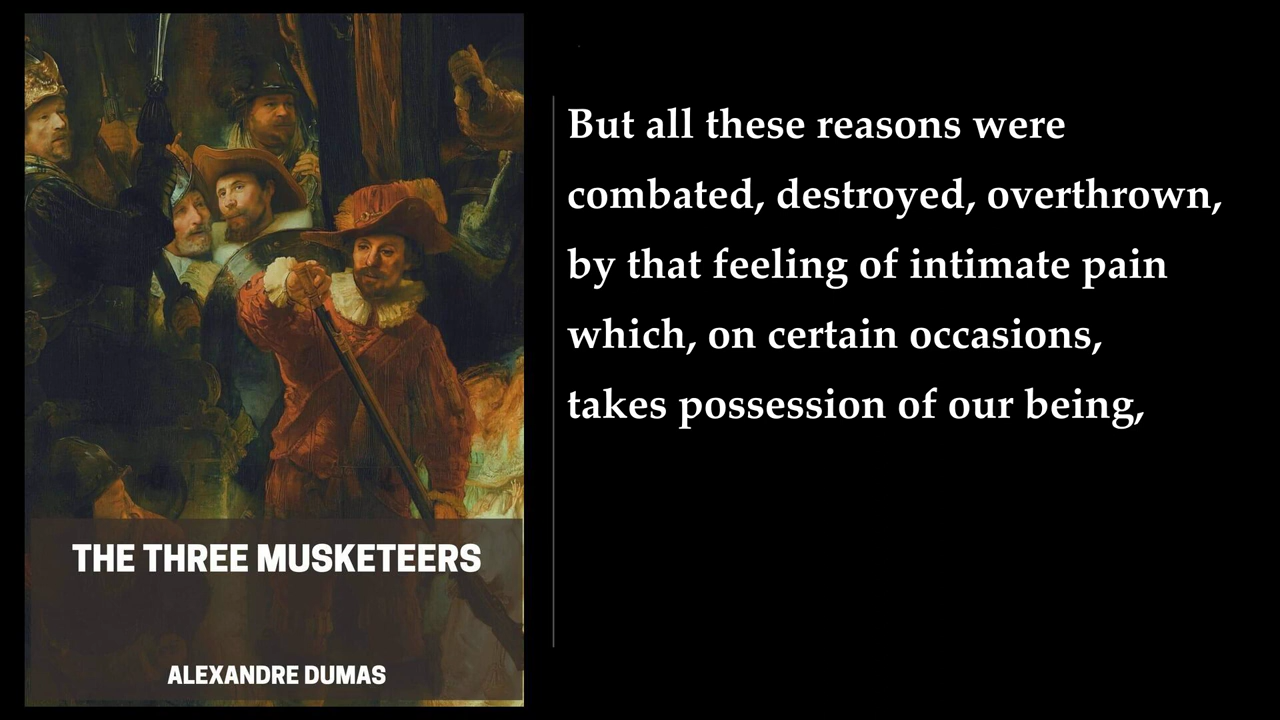 THE THREE MUSKETEERS
ALEXANDRE DUMAS
But all these reasons were
combated, destroyed, overthrown,
by that feeling of intimate pain
which, on certain occasions,
takes possession of our being,